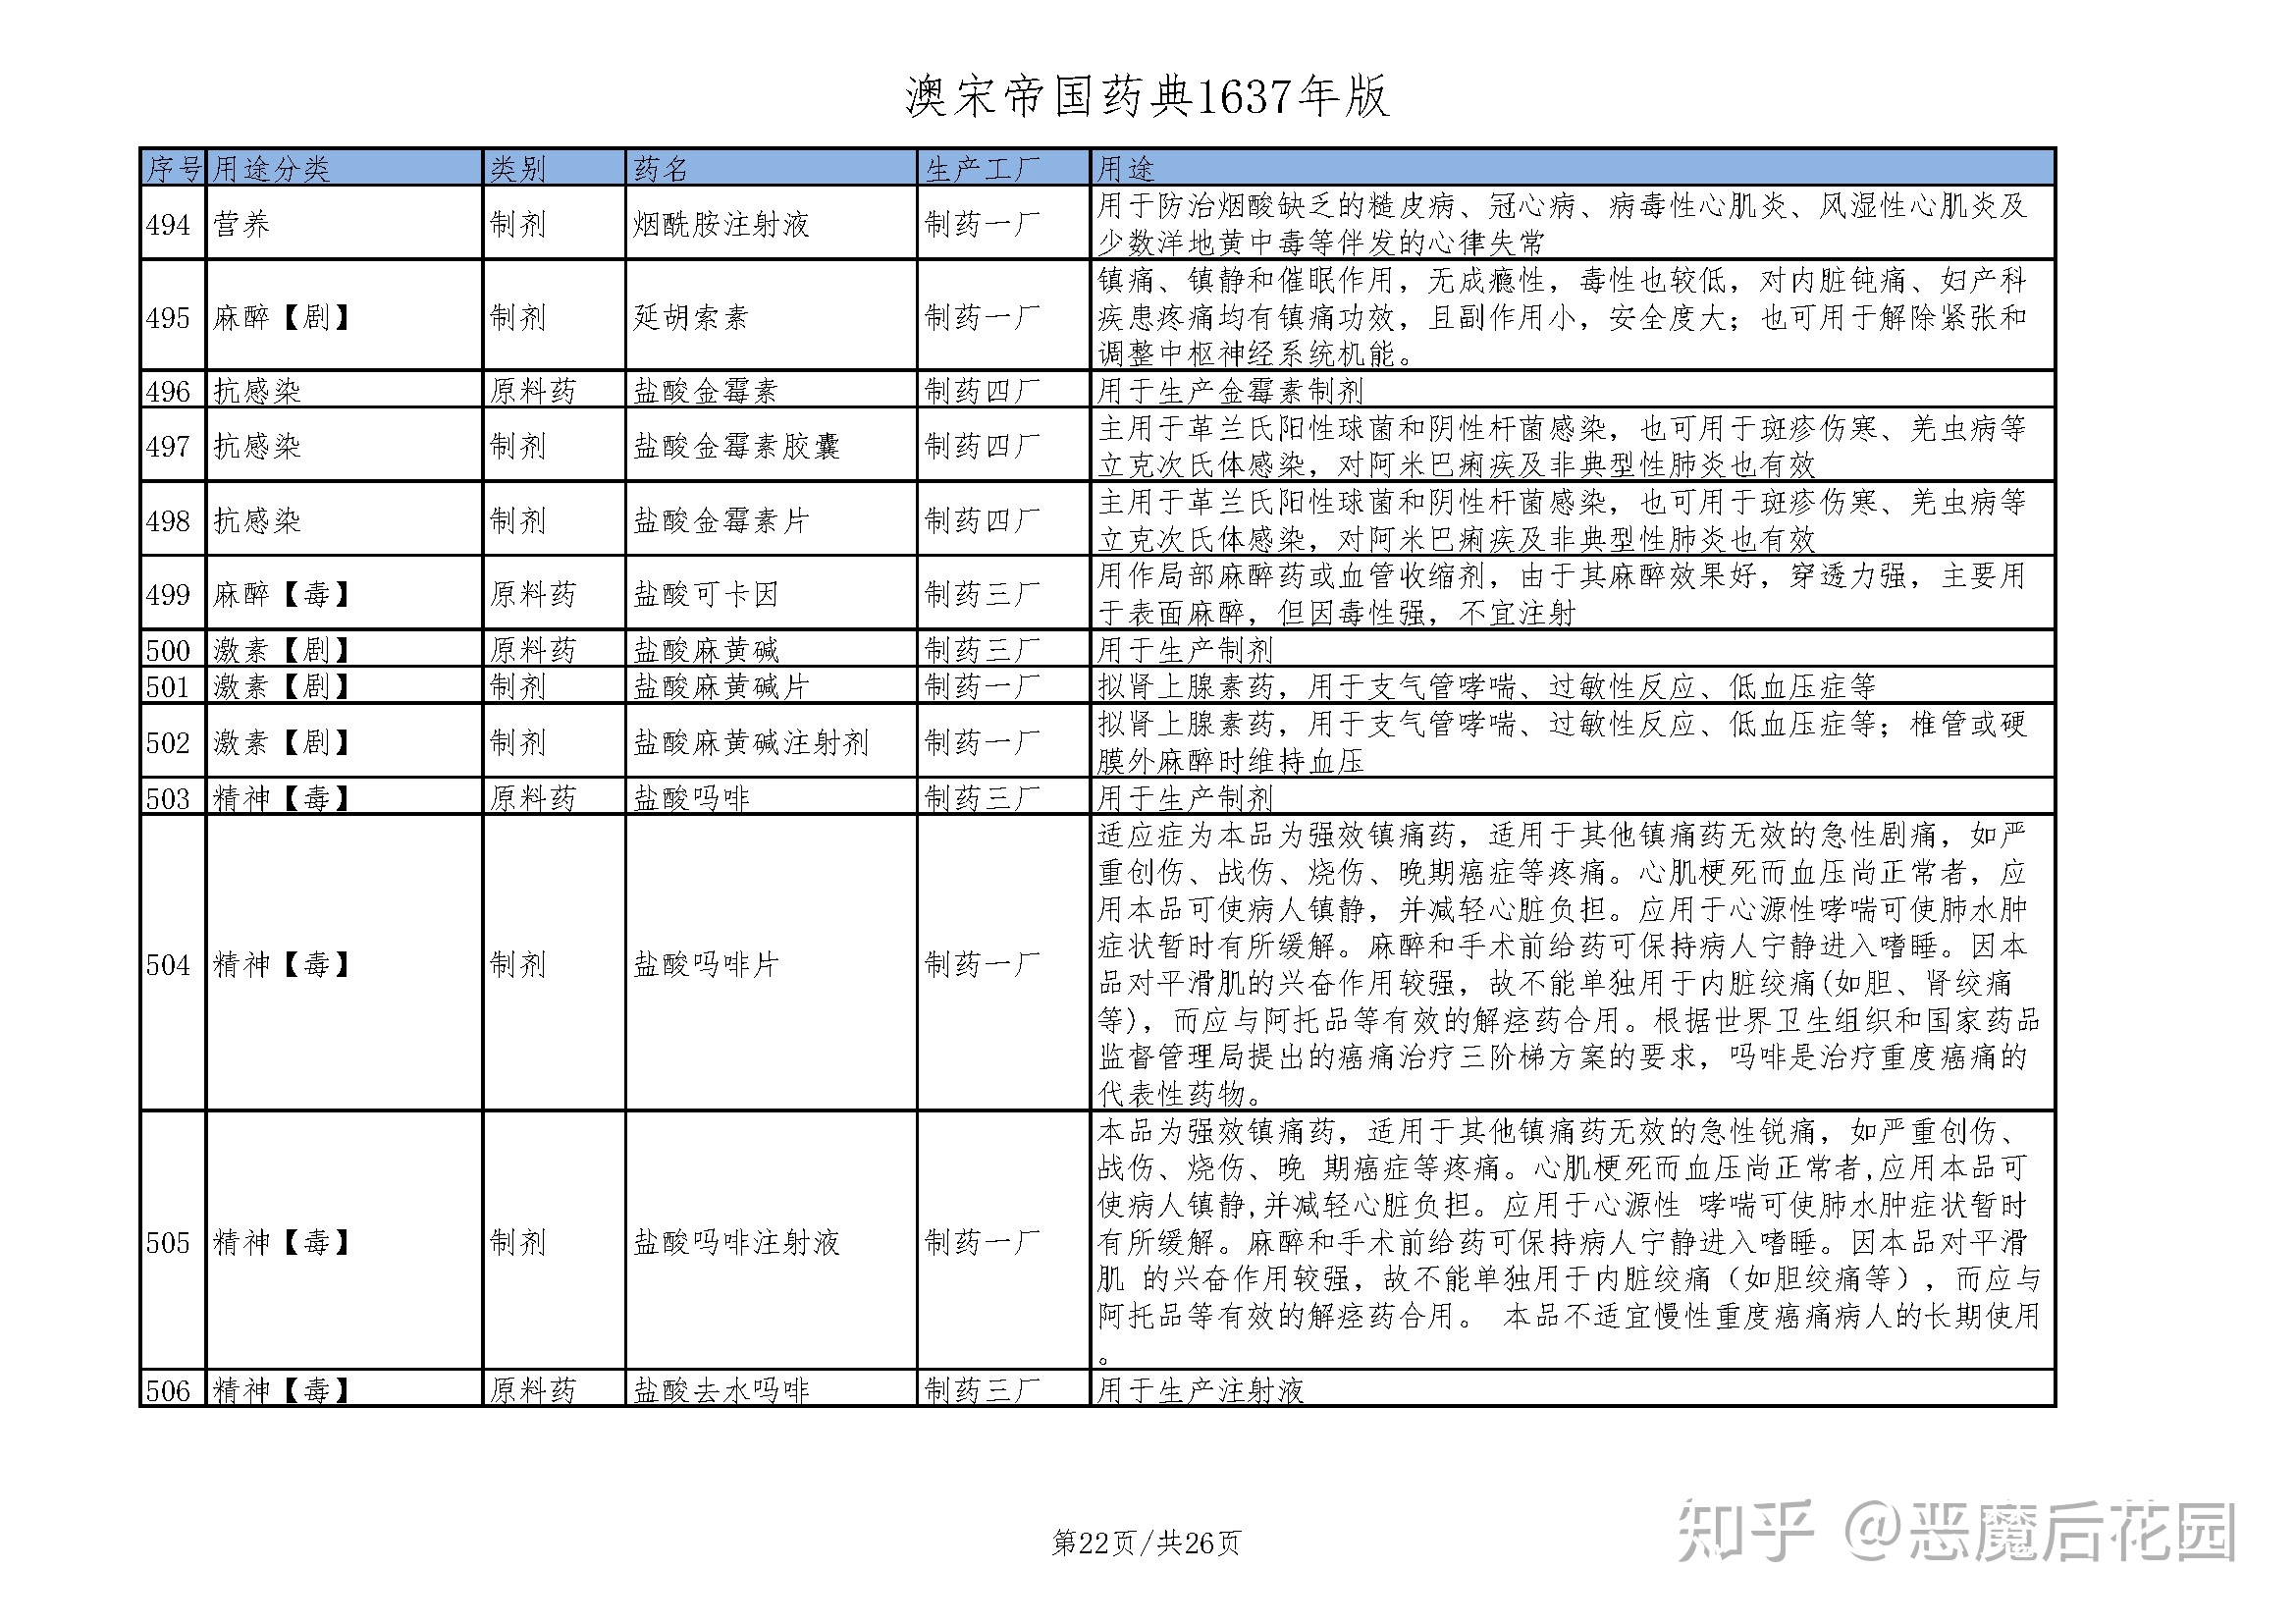 澳宋帝国药典1637年版
序号 用途分类 类别 药名 生产工厂 用途
494 营养 制剂 烟酰胺注射液 制药一厂 用于防治烟酸缺乏的糙皮病、冠心病、病毒性心肌炎、风湿性心肌炎及
少数洋地黄中毒等伴发的心律失常
495 麻醉【剧】 制剂 延胡索素 制药一厂 镇痛、镇静和催眠作用，无成瘾性，毒性也较低，对内脏钝痛、妇产科
疾患疼痛均有镇痛功效，且副作用小，安全度大；也可用于解除紧张和
调整中枢神经系统机能。
496 抗感染 原料药 盐酸金霉素 制药四厂 用于生产金霉素制剂
497 抗感染 制剂 盐酸金霉素胶囊 制药四厂 主用于革兰氏阳性球菌和阴性杆菌感染，也可用于斑疹伤寒、羌虫病等
立克次氏体感染，对阿米巴痢疾及非典型性肺炎也有效
498 抗感染 制剂 盐酸金霉素片 制药四厂 主用于革兰氏阳性球菌和阴性杆菌感染，也可用于斑疹伤寒、羌虫病等
立克次氏体感染，对阿米巴痢疾及非典型性肺炎也有效
499 麻醉【毒】 原料药 盐酸可卡因 制药三厂 用作局部麻醉药或血管收缩剂，由于其麻醉效果好，穿透力强，主要用
于表面麻醉，但因毒性强，不宜注射
500 激素【剧】 原料药 盐酸麻黄碱 制药三厂 用于生产制剂
501 激素【剧】 制剂 盐酸麻黄碱片 制药一厂 拟肾上腺素药，用于支气管哮喘、过敏性反应、低血压症等
502 激素【剧】 制剂 盐酸麻黄碱注射剂 制药一厂 拟肾上腺素药，用于支气管哮喘、过敏性反应、低血压症等；椎管或硬
膜外麻醉时维持血压
503 精神【毒】 原料药 盐酸吗啡 制药三厂 用于生产制剂
504 精神【毒】 制剂 盐酸吗啡片 制药一厂 适应症为本品为强效镇痛药，适用于其他镇痛药无效的急性剧痛，如严
重创伤、战伤、烧伤、晚期癌症等疼痛。心肌梗死而血压尚正常者，应
用本品可使病人镇静，并减轻心脏负担。应用于心源性哮喘可使肺水肿
症状暂时有所缓解。麻醉和手术前给药可保持病人宁静进入嗜睡。因本
品对平滑肌的兴奋作用较强，故不能单独用于内脏绞痛(如胆、肾绞痛
等)，而应与阿托品等有效的解痉药合用。根据世界卫生组织和国家药品
监督管理局提出的癌痛治疗三阶梯方案的要求，吗啡是治疗重度癌痛的
代表性药物。
505 精神【毒】 制剂 盐酸吗啡注射液 制药一厂 本品为强效镇痛药，适用于其他镇痛药无效的急性锐痛，如严重创伤、
战伤、烧伤、晚 期癌症等疼痛。心肌梗死而血压尚正常者,应用本品可
使病人镇静,并减轻心脏负担。应用于心源性 哮喘可使肺水肿症状暂时
有所缓解。麻醉和手术前给药可保持病人宁静进入嗜睡。因本品对平滑
肌 的兴奋作用较强，故不能单独用于内脏绞痛（如胆绞痛等），而应与
阿托品等有效的解痉药合用。 本品不适宜慢性重度癌痛病人的长期使用
。
506 精神【毒】 原料药 盐酸去水吗啡 制药三厂 用于生产注射液
第22页/共26页
知乎 @恶魔后花园